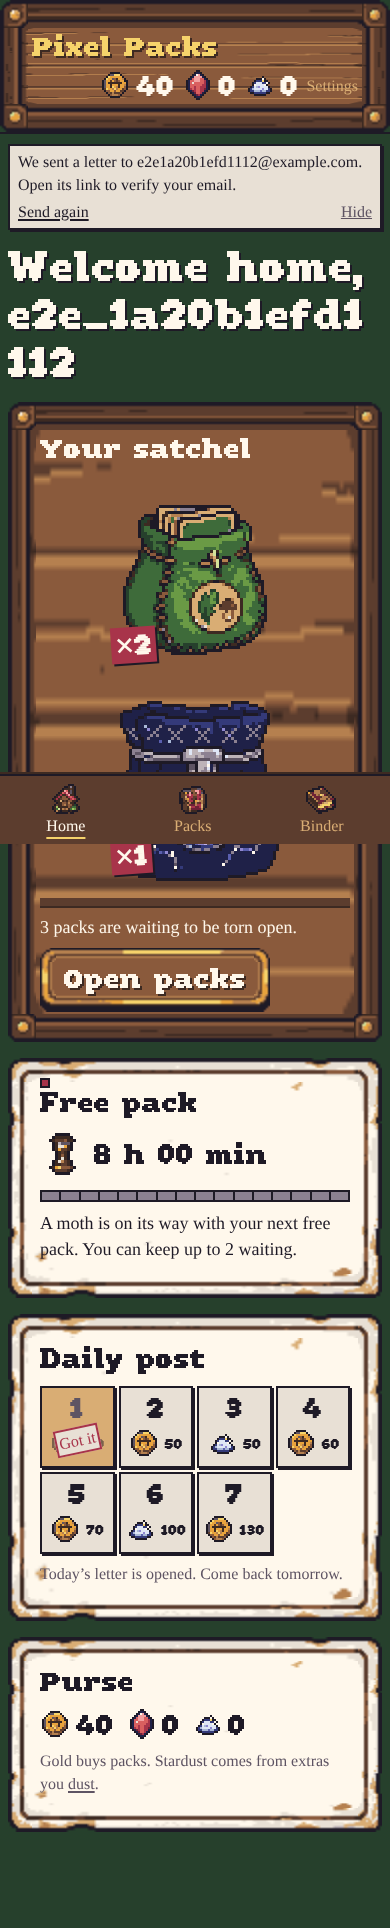 Pixel Packs
40 0 0 Settings
We sent a letter to e2e1a20b1efd1112@example.com.
Open its link to verify your email.
Send again Hide
Welcome home,
e2e_1a20b1efd1
112
Your satchel
×2
Home Packs Binder
×1
3 packs are waiting to be torn open.
Open packs
Free pack
8 h 00 min
A moth is on its way with your next free
pack. You can keep up to 2 waiting.
Daily post
1 2 3 4
Got it 50 50 60
5 6 7
70 100 130
Today’s letter is opened. Come back tomorrow.
Purse
40 0 0
Gold buys packs. Stardust comes from extras
you dust.